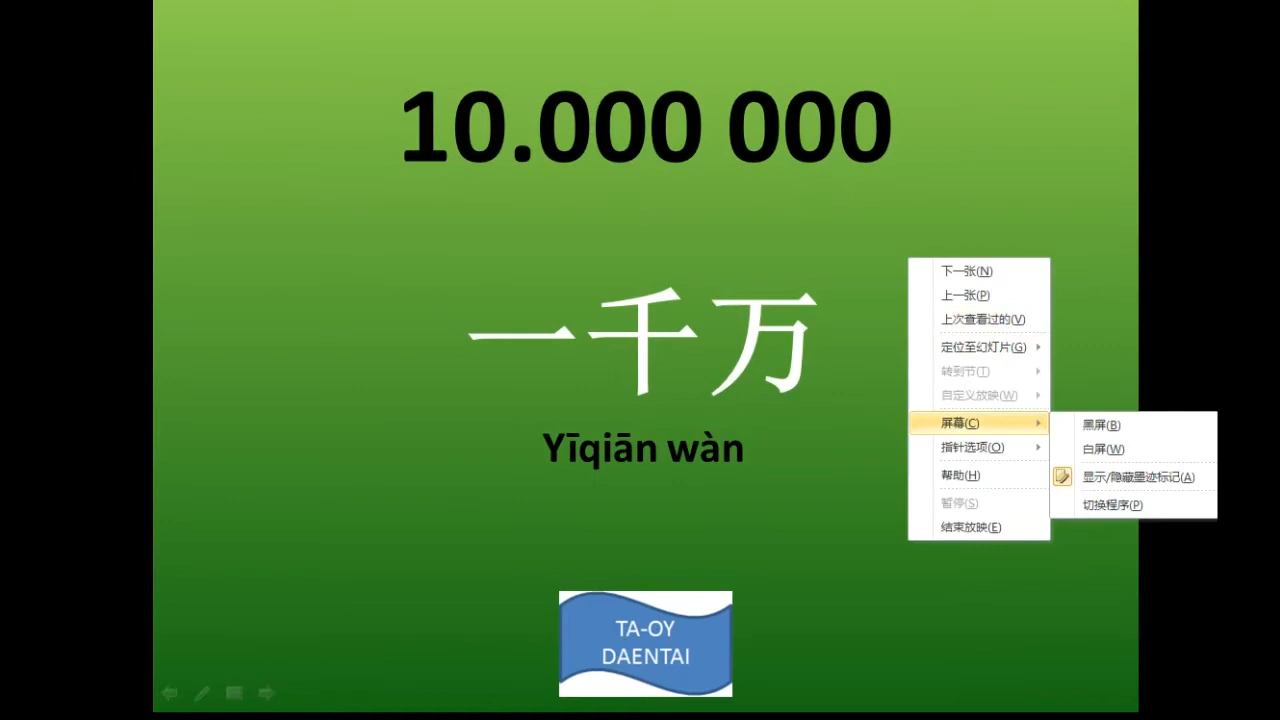 10.000 000
一千万
Yīqiān wàn
TA-OY
DAENTAI
下一张(N)
上一张(P)
上次查看过的(V)
定位至幻灯片(G)
转到节(T)
自定义放映(W)
屏幕(C)
指针选项(O)
帮助(H)
暂停(S)
结束放映(E)
黑屏(B)
白屏(W)
显示/隐藏墨迹标记(A)
切换程序(P)